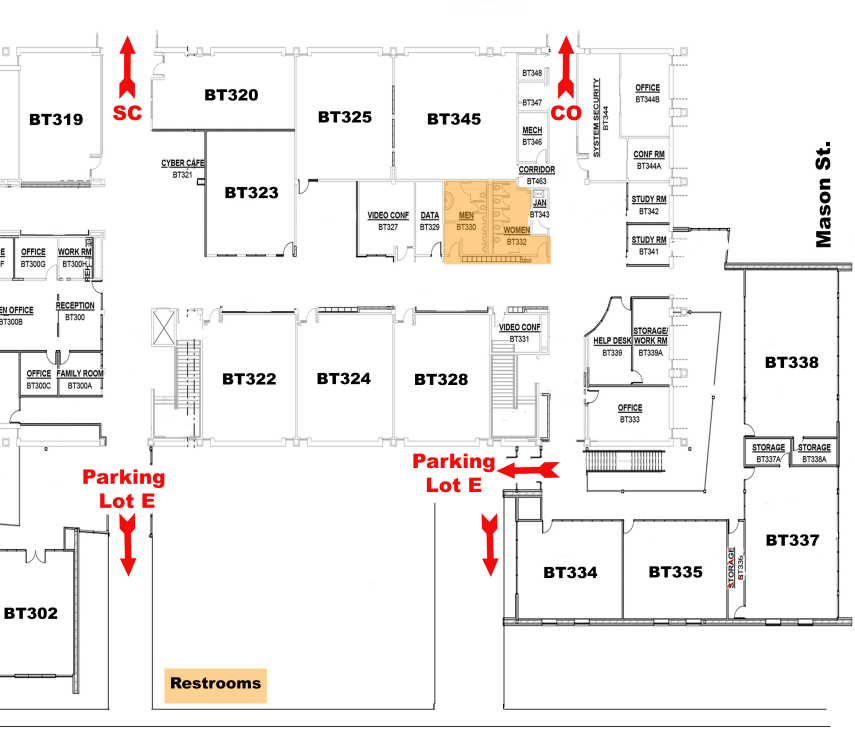 BT319
SC
BT320
BT325
BT345
BT348
BT347
MECH
BT346
CO
SYSTEM SECURITY
BT344
OFFICE
BT344B
CONF RM
BT344A
CYBER CAFE
BT321
BT323
CORRIDOR
BT463
VIDEO CONF
BT327
DATA
BT329
MEN
BT330
WOMEN
BT332
JAN
BT343
STUDY RM
BT342
STUDY RM
BT341
Mason St.
E
F
OFFICE
BT300G
WORK RM
BT300H
REF
EN OFFICE
BT300B
RECEPTION
BT300
OFFICE
BT300C
FAMILY ROOM
BT300A
BT322
BT324
BT328
VIDEO CONF
BT331
HELP DESK
BT339
STORAGE/
WORK RM
BT339A
OFFICE
BT333
BT338
STORAGE
BT337A
STORAGE
BT338A
Parking
Lot E
Parking
Lot E
BT302
BT334
BT335
STORAGE
BT336
BT337
Restrooms